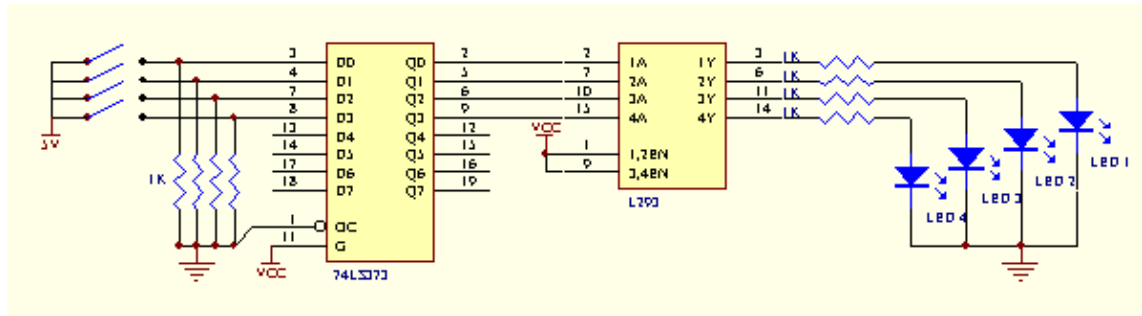 5V
1K
3 D0 Q0 2
4 D1 Q1 5
7 D2 Q2 6
8 D3 Q3 9
13 D4 Q4 12
14 D5 Q5 15
17 D6 Q6 16
18 D7 Q7 19
1 OC
11 G
VCC
74LS373
2 1A 1Y 3 1K
7 2A 2Y 6 1K
10 3A 3Y 11 1K
15 4A 4Y 14 1K
VCC
1 1,2EN
9 3,4EN
L293
LED 1
LED 2
LED 3
LED 4